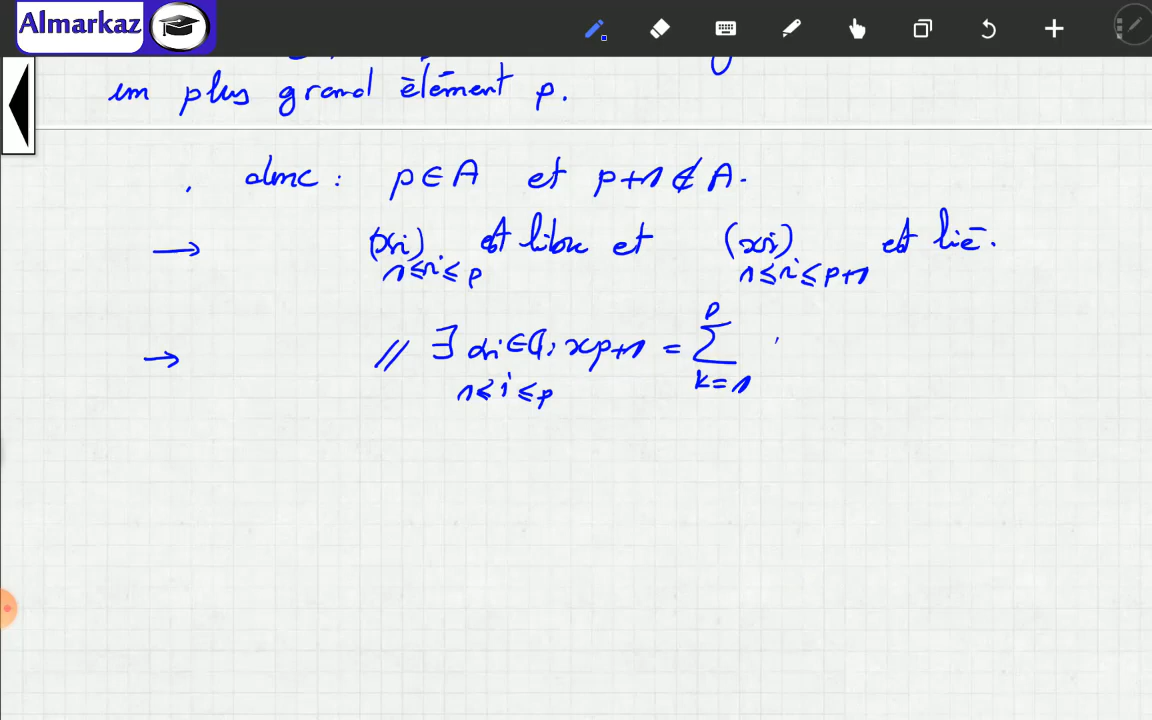 Almarkaz
un plus grand élément p.
donc : p ∈ A et p+1 ∉ A.
→ (xi) 1≤i≤p est libre et (xi) 1≤i≤p+1 est lié.
→ // ∃ αi ∈ ℚ, 1≤i≤p xp+1 = ∑ k=1 p